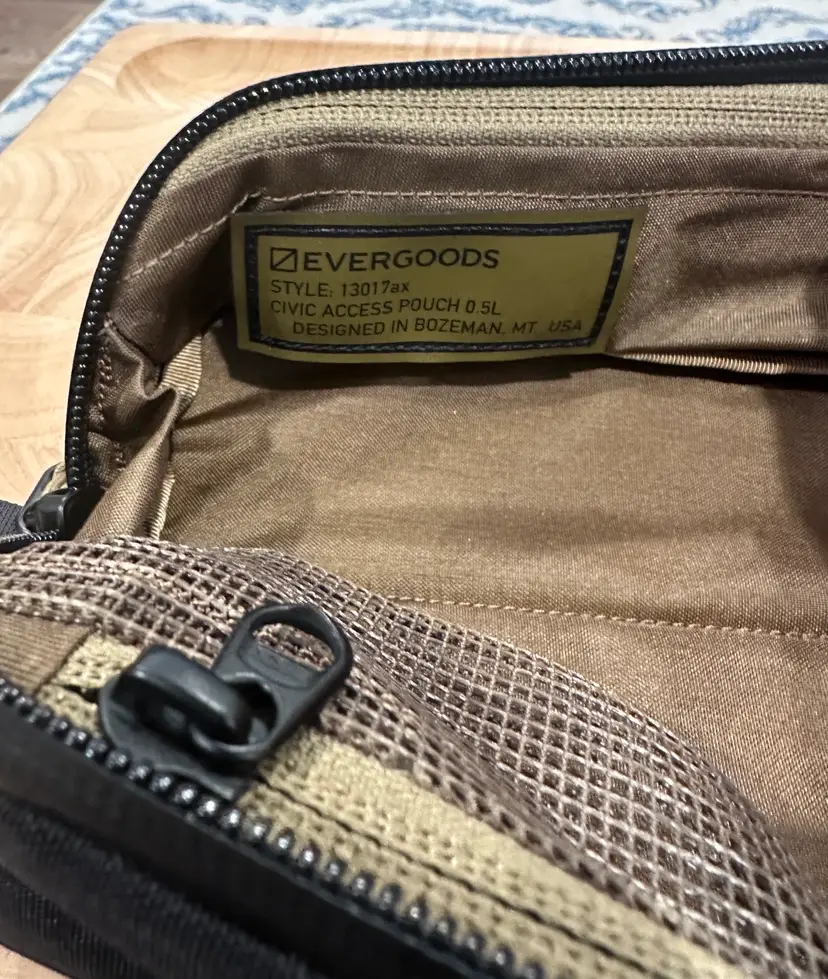 EVERGOODS
STYLE: 13017ax
CIVIC ACCESS POUCH 0.5L
DESIGNED IN BOZEMAN, MT, USA